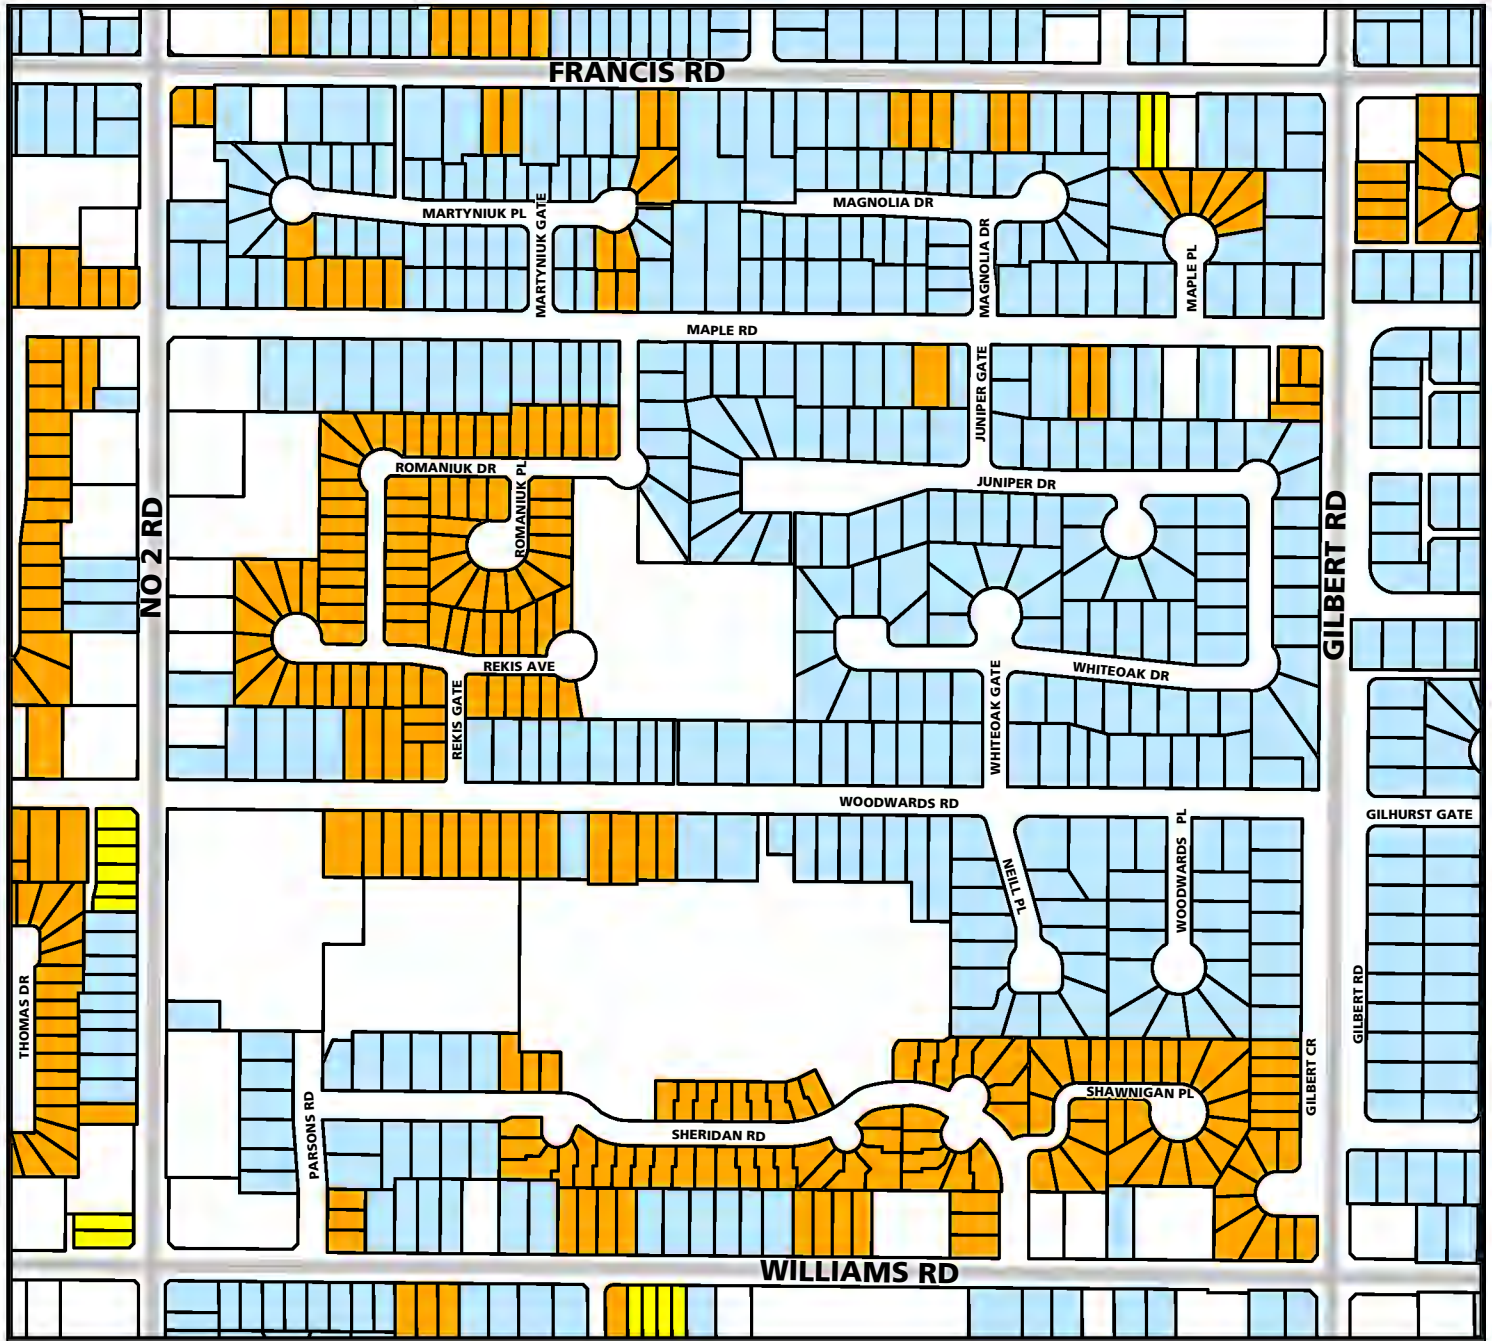 FRANCIS RD
MARTYNIUK PL
MARTYNIUK GATE
MAGNOLIA DR
MAGNOLIA DR
MAPLE PL
MAPLE RD
JUNIPER GATE
ROMANIUK DR
ROMANIUK PL
JUNIPER DR
NO 2 RD
GILBERT RD
REKIS AVE
REKIS GATE
WHITEOAK GATE
WHITEOAK DR
WOODWARDS RD
GILHURST GATE
NEILL PL
WOODWARDS PL
THOMAS DR
GILBERT RD
GILBERT CR
PARSONS RD
SHAWNIGAN PL
SHERIDAN RD
WILLIAMS RD